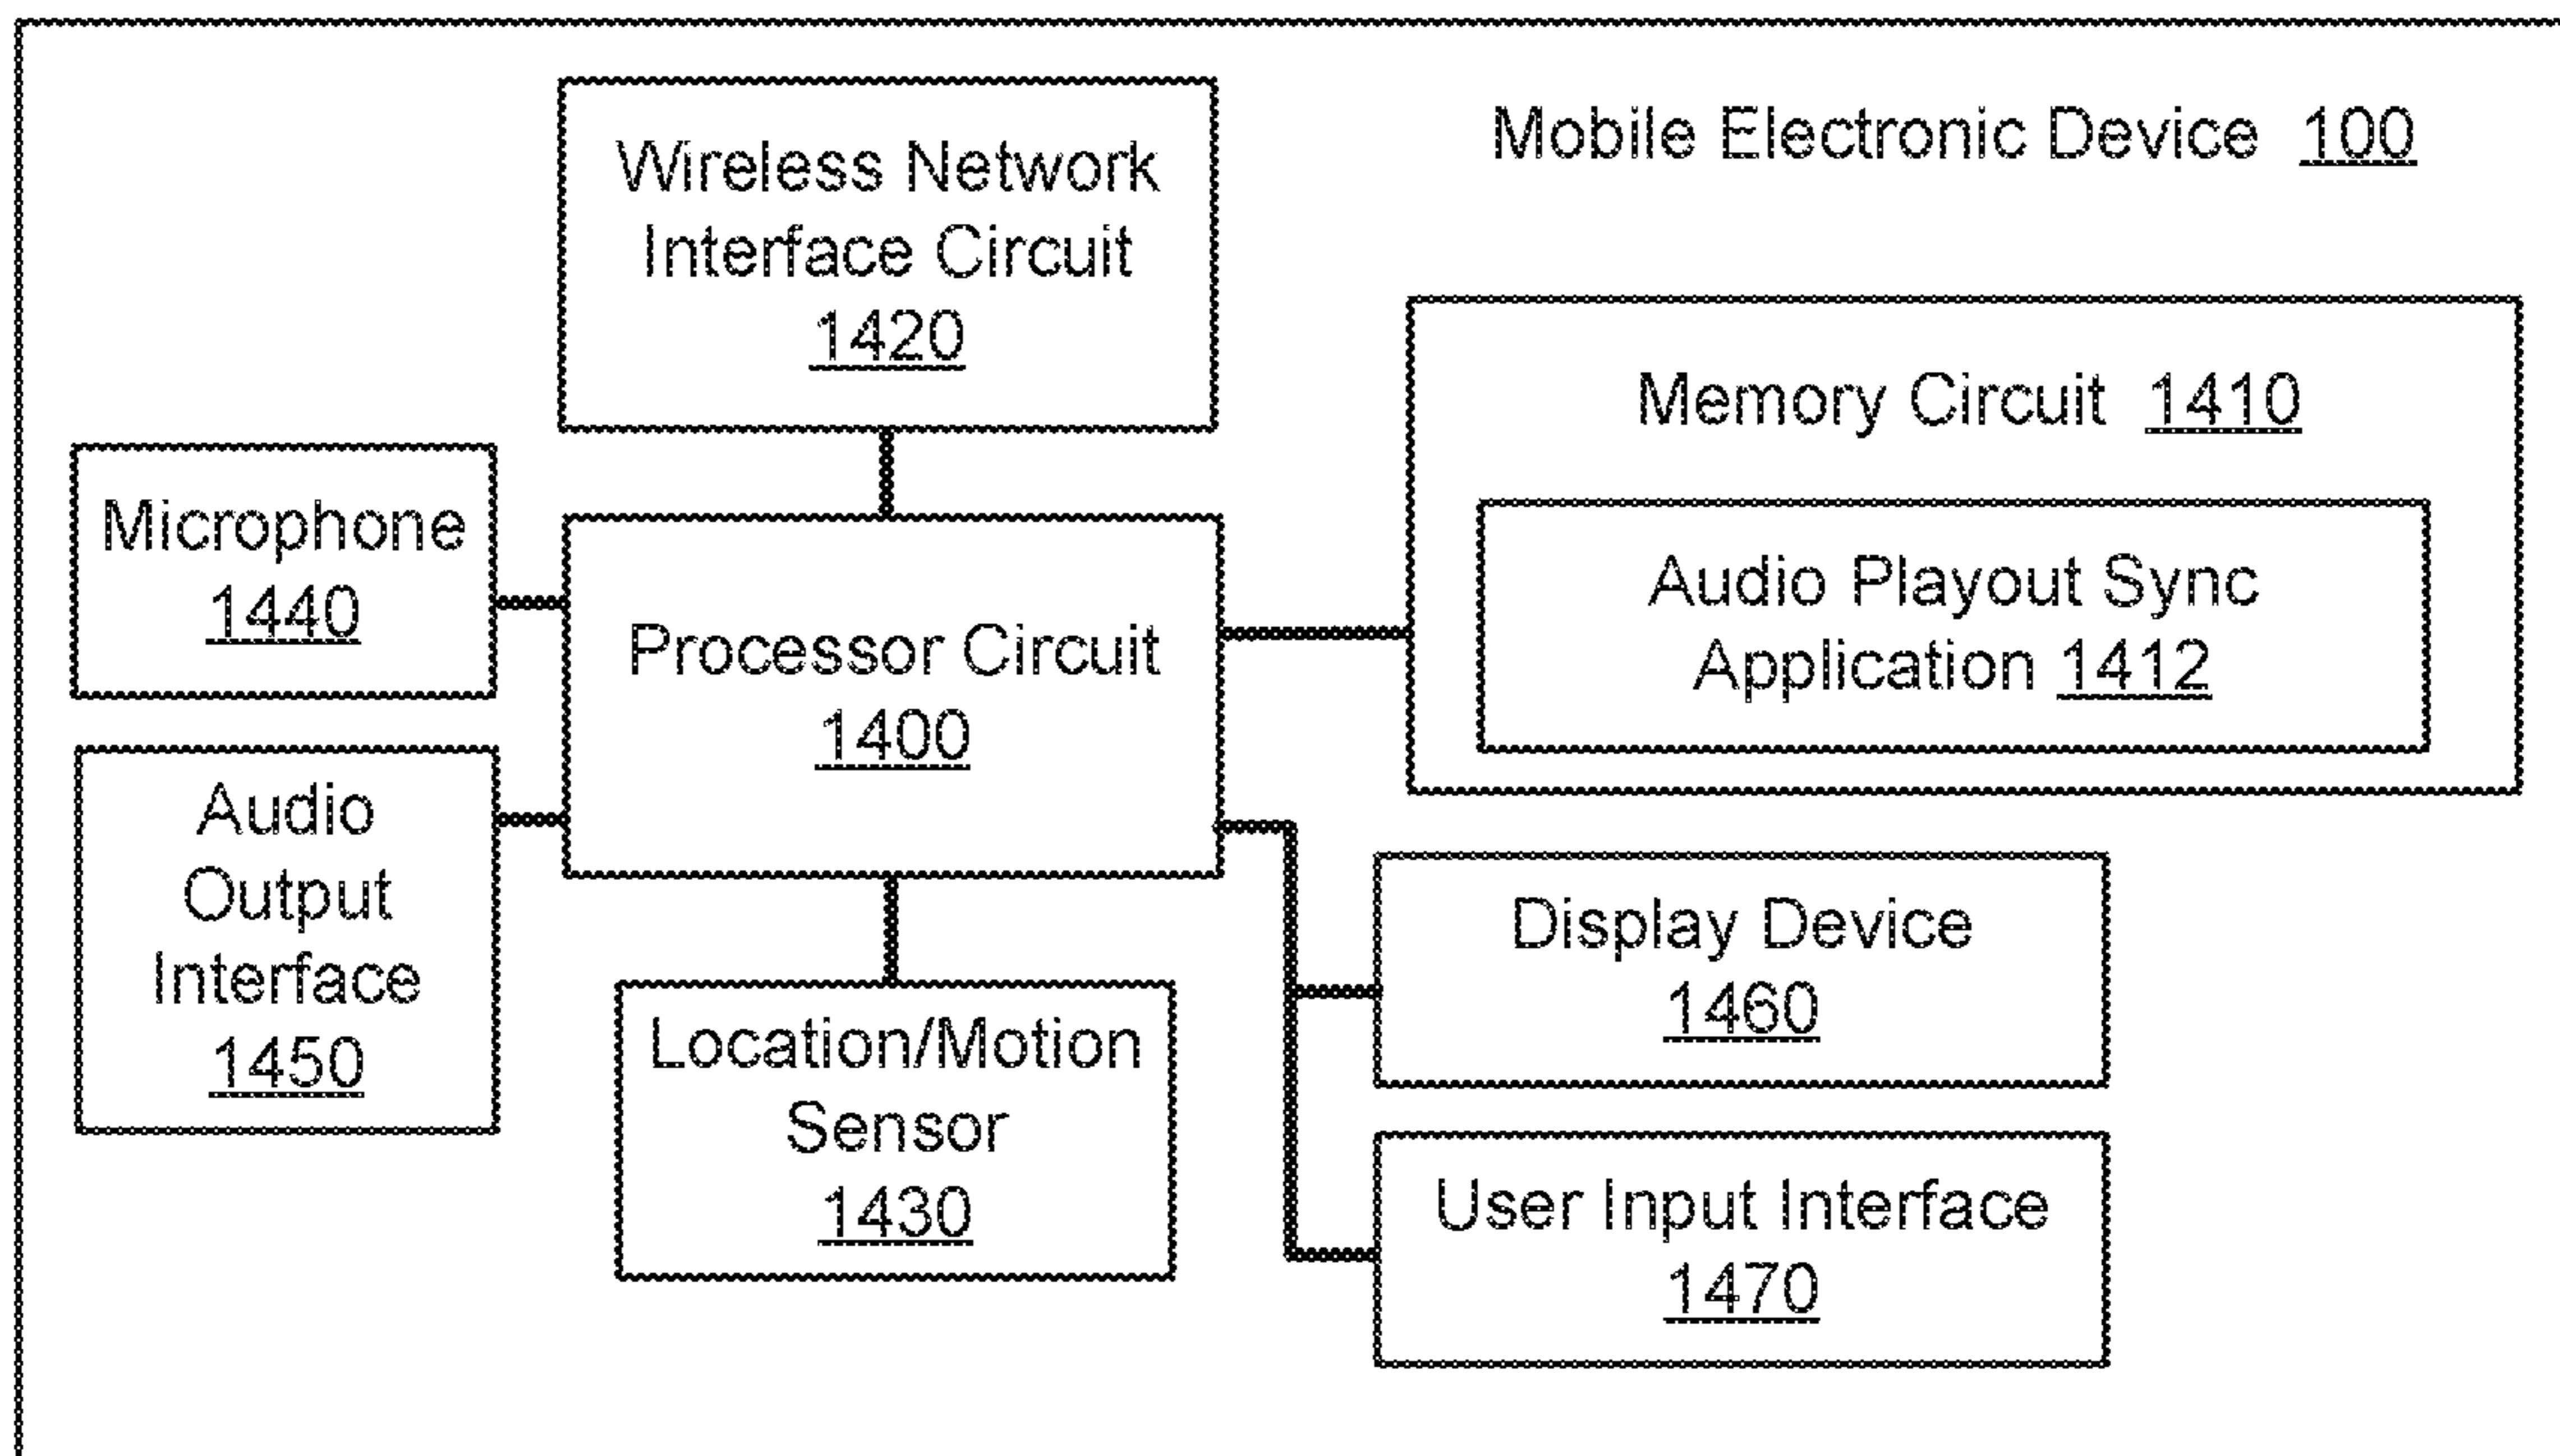 Mobile Electronic Device 100
Wireless Network
Interface Circuit
1420
Memory Circuit 1410
Audio Playout Sync
Application 1412
Microphone
1440
Processor Circuit
1400
Audio
Output
Interface
1450
Location/Motion
Sensor
1430
Display Device
1460
User Input Interface
1470